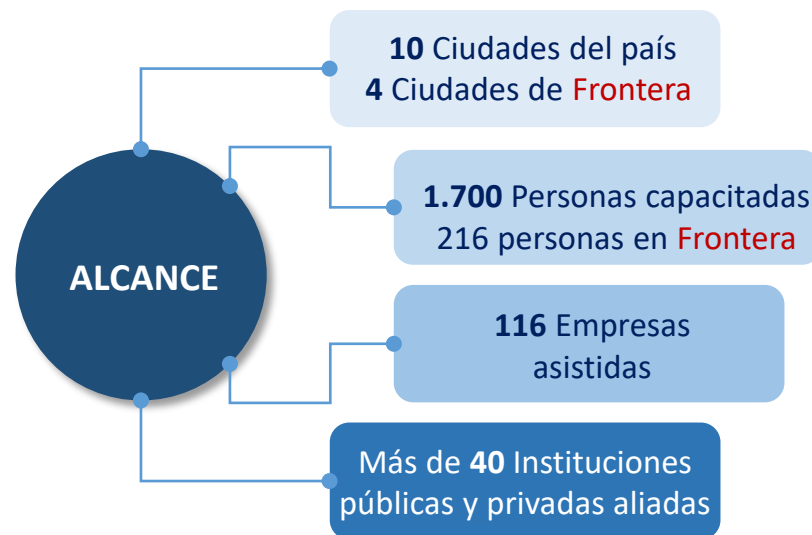 10 Ciudades del país
4 Ciudades de Frontera
1.700 Personas capacitadas
216 personas en Frontera
ALCANCE
116 Empresas
asistidas
Más de 40 Instituciones
públicas y privadas aliadas